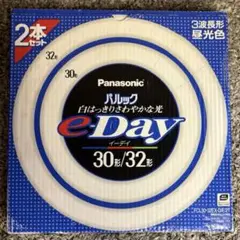 2本
セット
3波長形
昼光色
32形
30形
Panasonic
パルック
白はっきりさわやかな光
e-Day
イーデイ
30形/32形